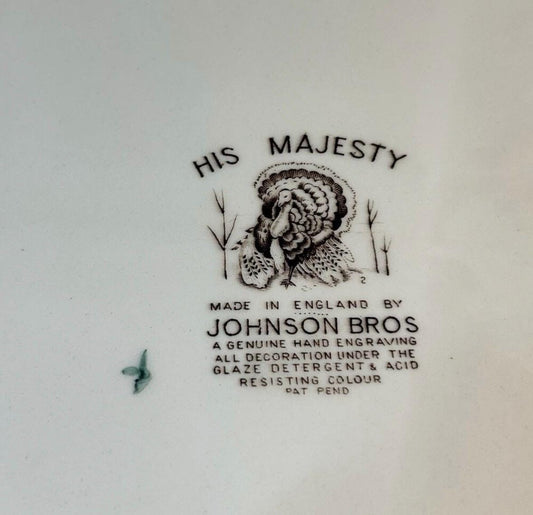 HIS MAJESTY
2
MADE IN ENGLAND BY
JOHNSON BROS
A GENUINE HAND ENGRAVING
ALL DECORATION UNDER THE
GLAZE DETERGENT & ACID
RESISTING COLOUR
PAT PEND